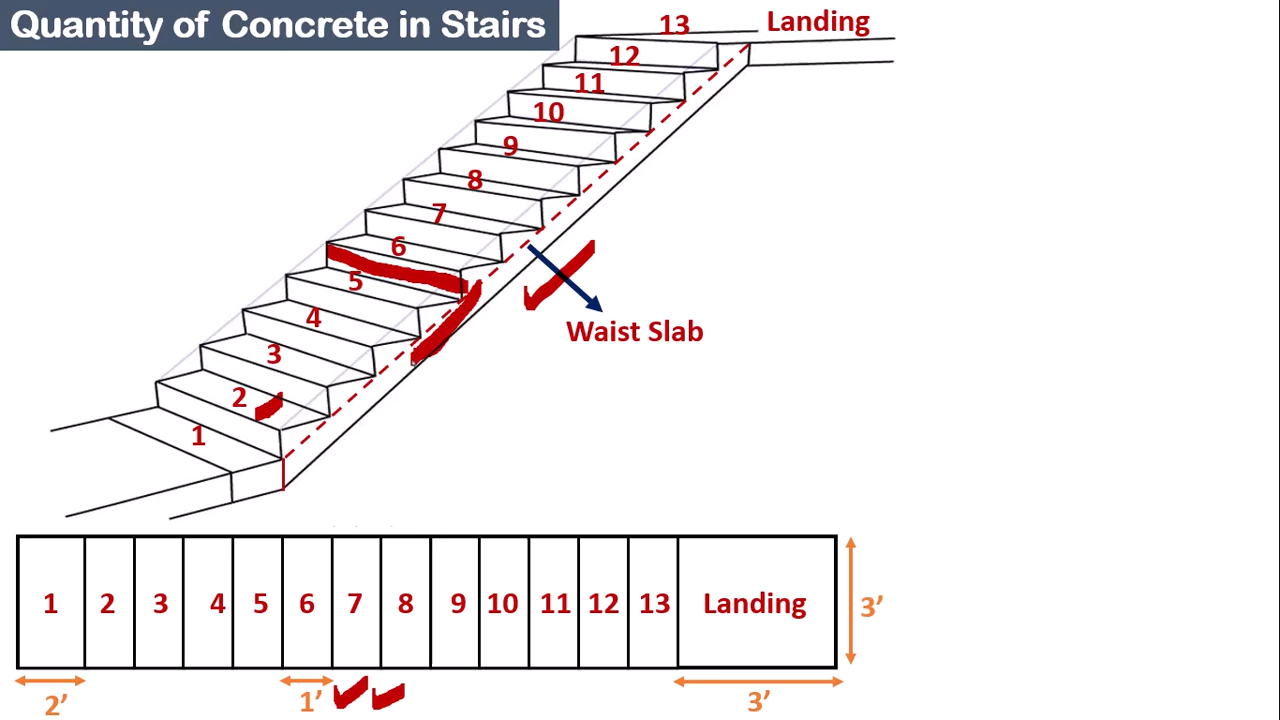 Quantity of Concrete in Stairs
13
Landing
12
11
10
9
8
7
6
5
4
3
2
1
Waist Slab
1 2 3 4 5 6 7 8 9 10 11 12 13 Landing
3’
2’ 1’ 3’